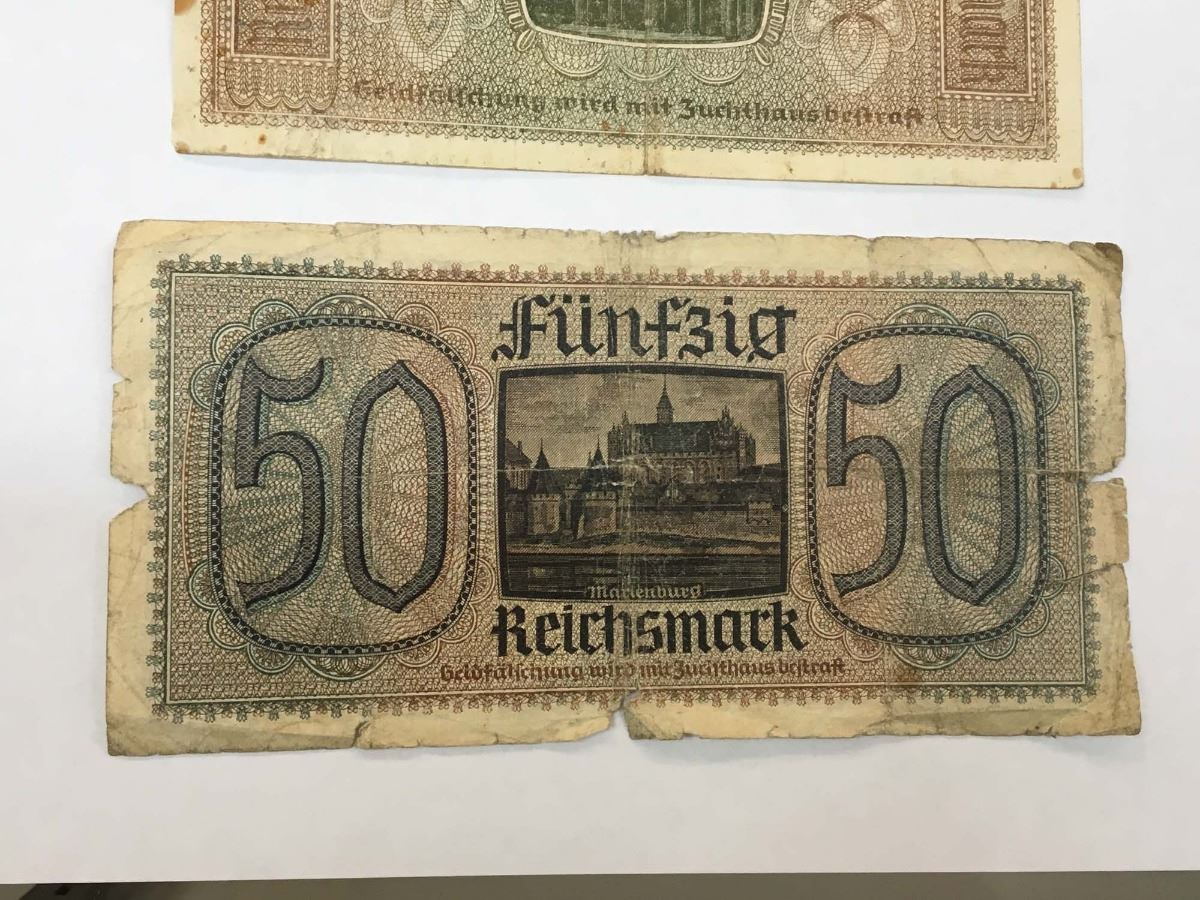 Geldfälschung wird mit Zuchthaus bestraft
Fünfzig
50
50
Marienburg
Reichsmark
Geldfälschung wird mit Zuchthaus bestraft